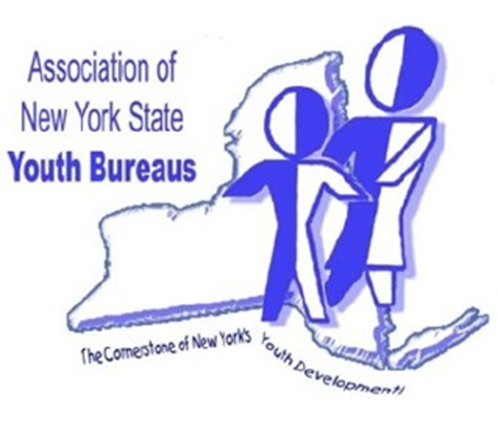 Association of
New York State
Youth Bureaus
The Cornerstone of New York's Youth Development!